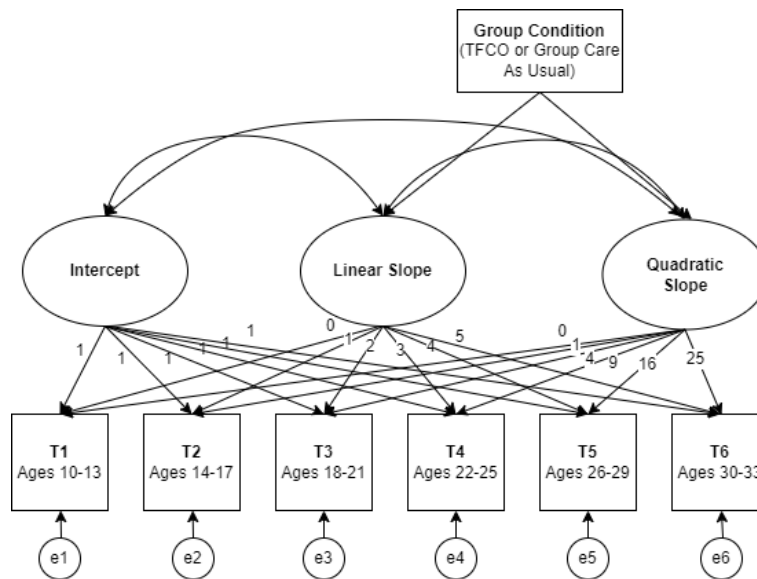 Group Condition
(TFCO or Group Care
As Usual)
Intercept
Linear Slope
Quadratic
Slope
1
1
1
1
1
1
0
1
2
3
4
5
0
1
4
9
16
25
T1
Ages 10-13
T2
Ages 14-17
T3
Ages 18-21
T4
Ages 22-25
T5
Ages 26-29
T6
Ages 30-33
e1
e2
e3
e4
e5
e6